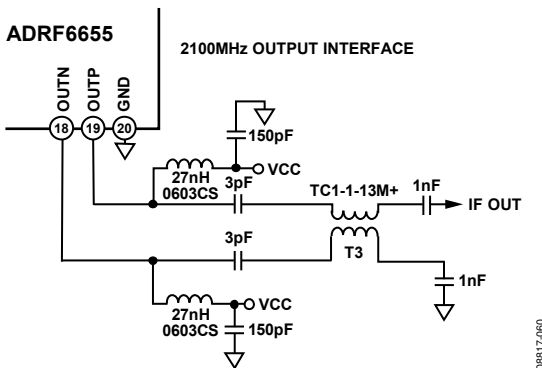 ADRF6655
2100MHz OUTPUT INTERFACE
OUTN
OUTP
GND
18
19
20
150pF
VCC
27nH
0603CS
3pF
TC1-1-13M+
1nF
IF OUT
3pF
T3
1nF
VCC
27nH
0603CS
150pF
08817-060